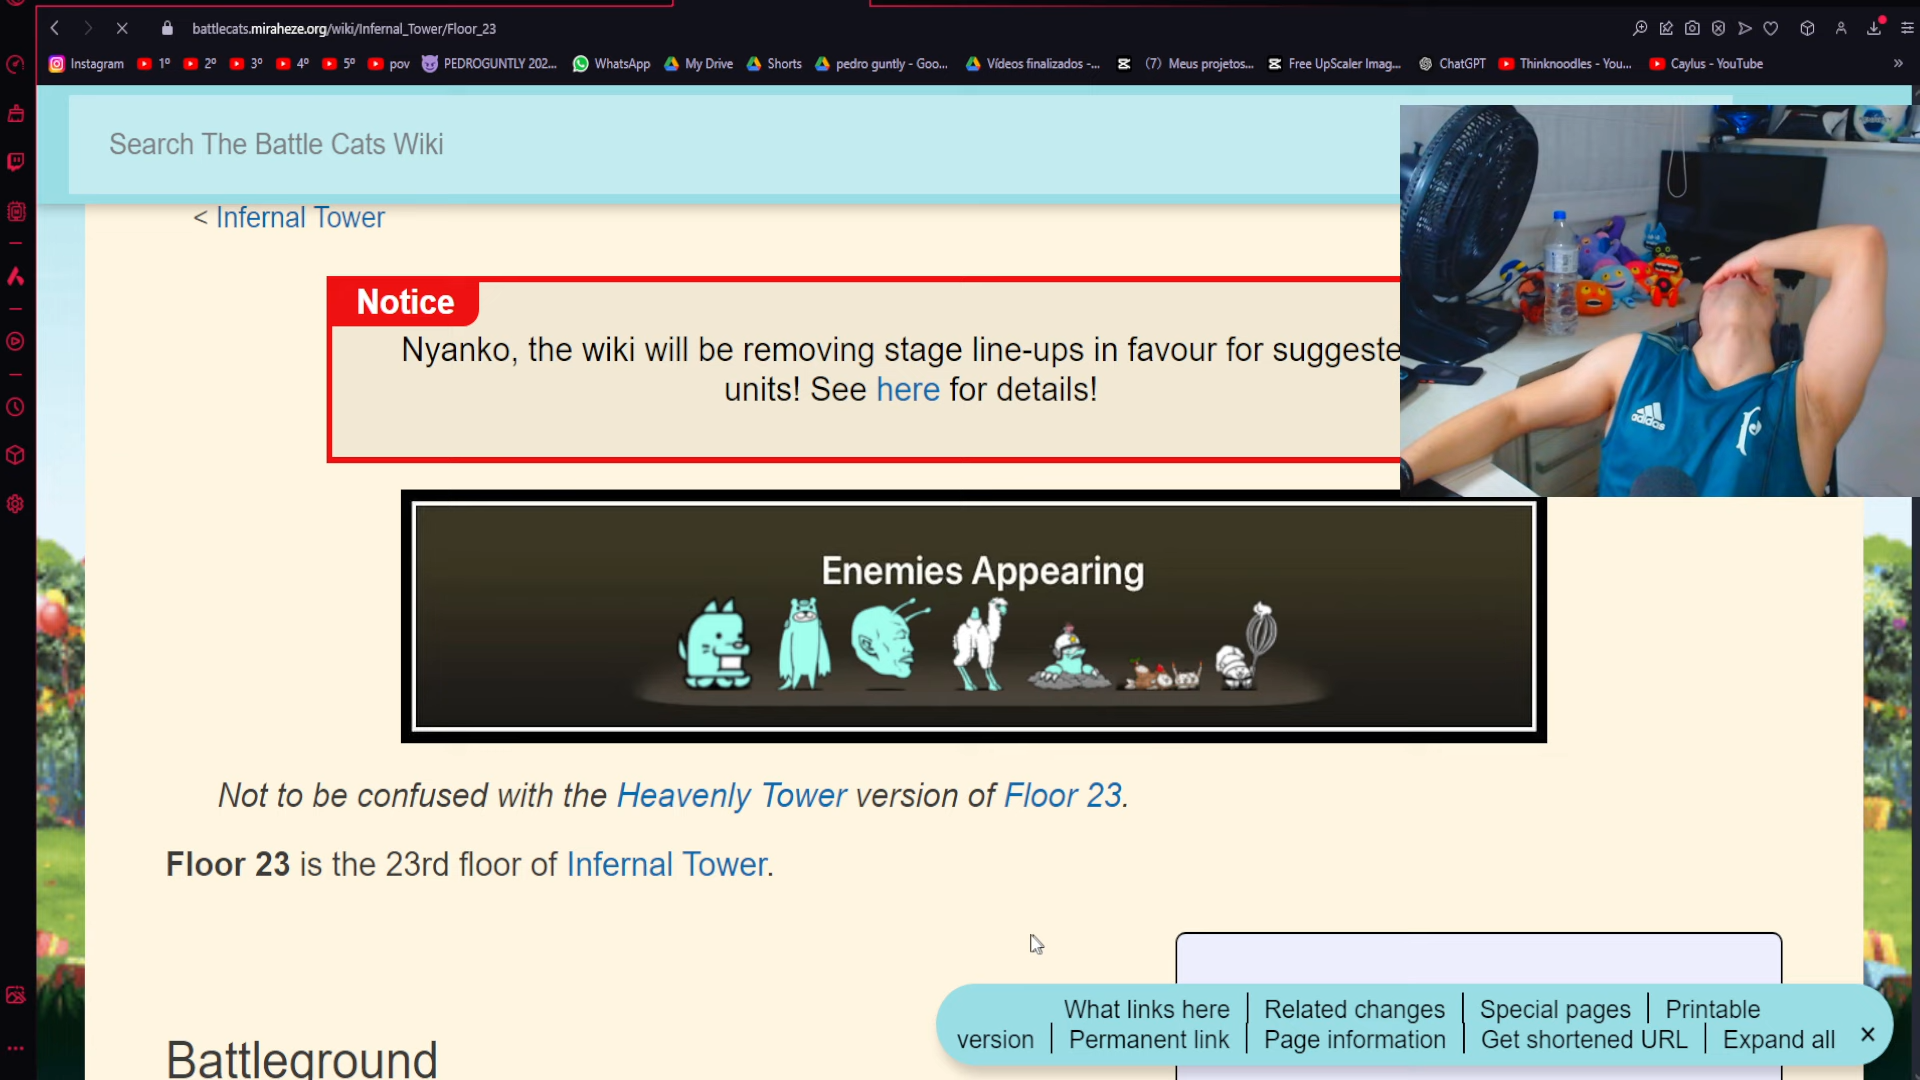 battlecats.miraheze.org/wiki/Infernal_Tower/Floor_23
Instagram 1º 2º 3º 4º 5º pov PEDROGUNTLY 202... WhatsApp My Drive Shorts pedro guntly - Goo... Vídeos finalizados -... (7) Meus projetos... Free UpScaler Imag... ChatGPT Thinknoodles - You... Caylus - YouTube »
Search The Battle Cats Wiki
< Infernal Tower
Notice
Nyanko, the wiki will be removing stage line-ups in favour for suggeste
units! See here for details!
Enemies Appearing
Not to be confused with the Heavenly Tower version of Floor 23.
Floor 23 is the 23rd floor of Infernal Tower.
Battleground
What links here | Related changes | Special pages | Printable
version | Permanent link | Page information | Get shortened URL | Expand all ×
adidas